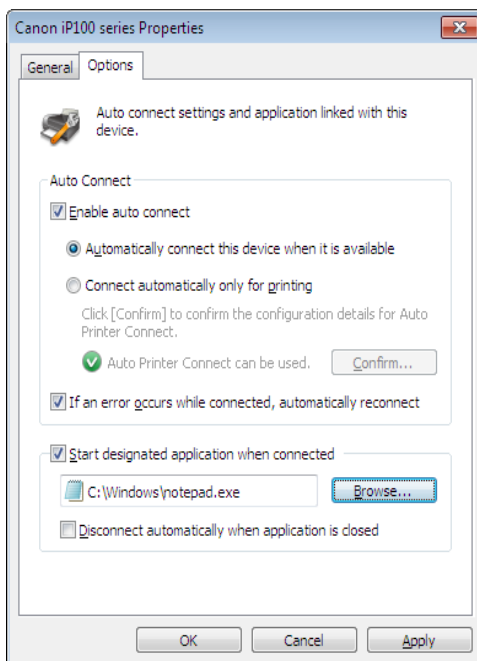 Canon iP100 series Properties
General
Options
Auto connect settings and application linked with this
device.
Auto Connect
Enable auto connect
Automatically connect this device when it is available
Connect automatically only for printing
Click [Confirm] to confirm the configuration details for Auto
Printer Connect.
Auto Printer Connect can be used.
Confirm...
If an error occurs while connected, automatically reconnect
Start designated application when connected
C:\Windows\notepad.exe
Browse...
Disconnect automatically when application is closed
OK
Cancel
Apply